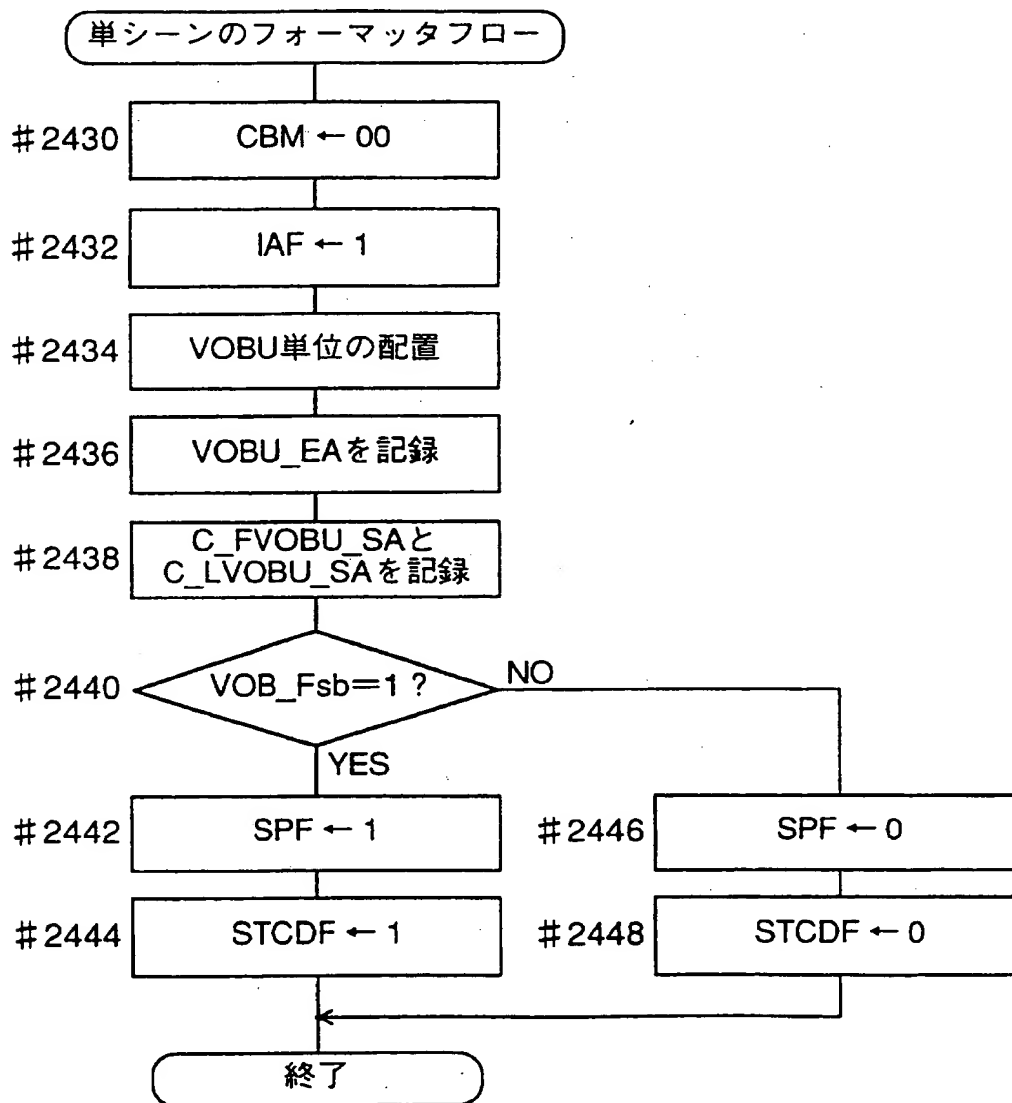 単シーンのフォーマッタフロー
#2430
CBM ← 00
#2432
IAF ← 1
#2434
VOBU単位の配置
#2436
VOBU_EAを記録
#2438
C_FVOBU_SAと
C_LVOBU_SAを記録
#2440
VOB_Fsb=1 ?
NO
YES
#2442
SPF ← 1
#2446
SPF ← 0
#2444
STCDF ← 1
#2448
STCDF ← 0
終了